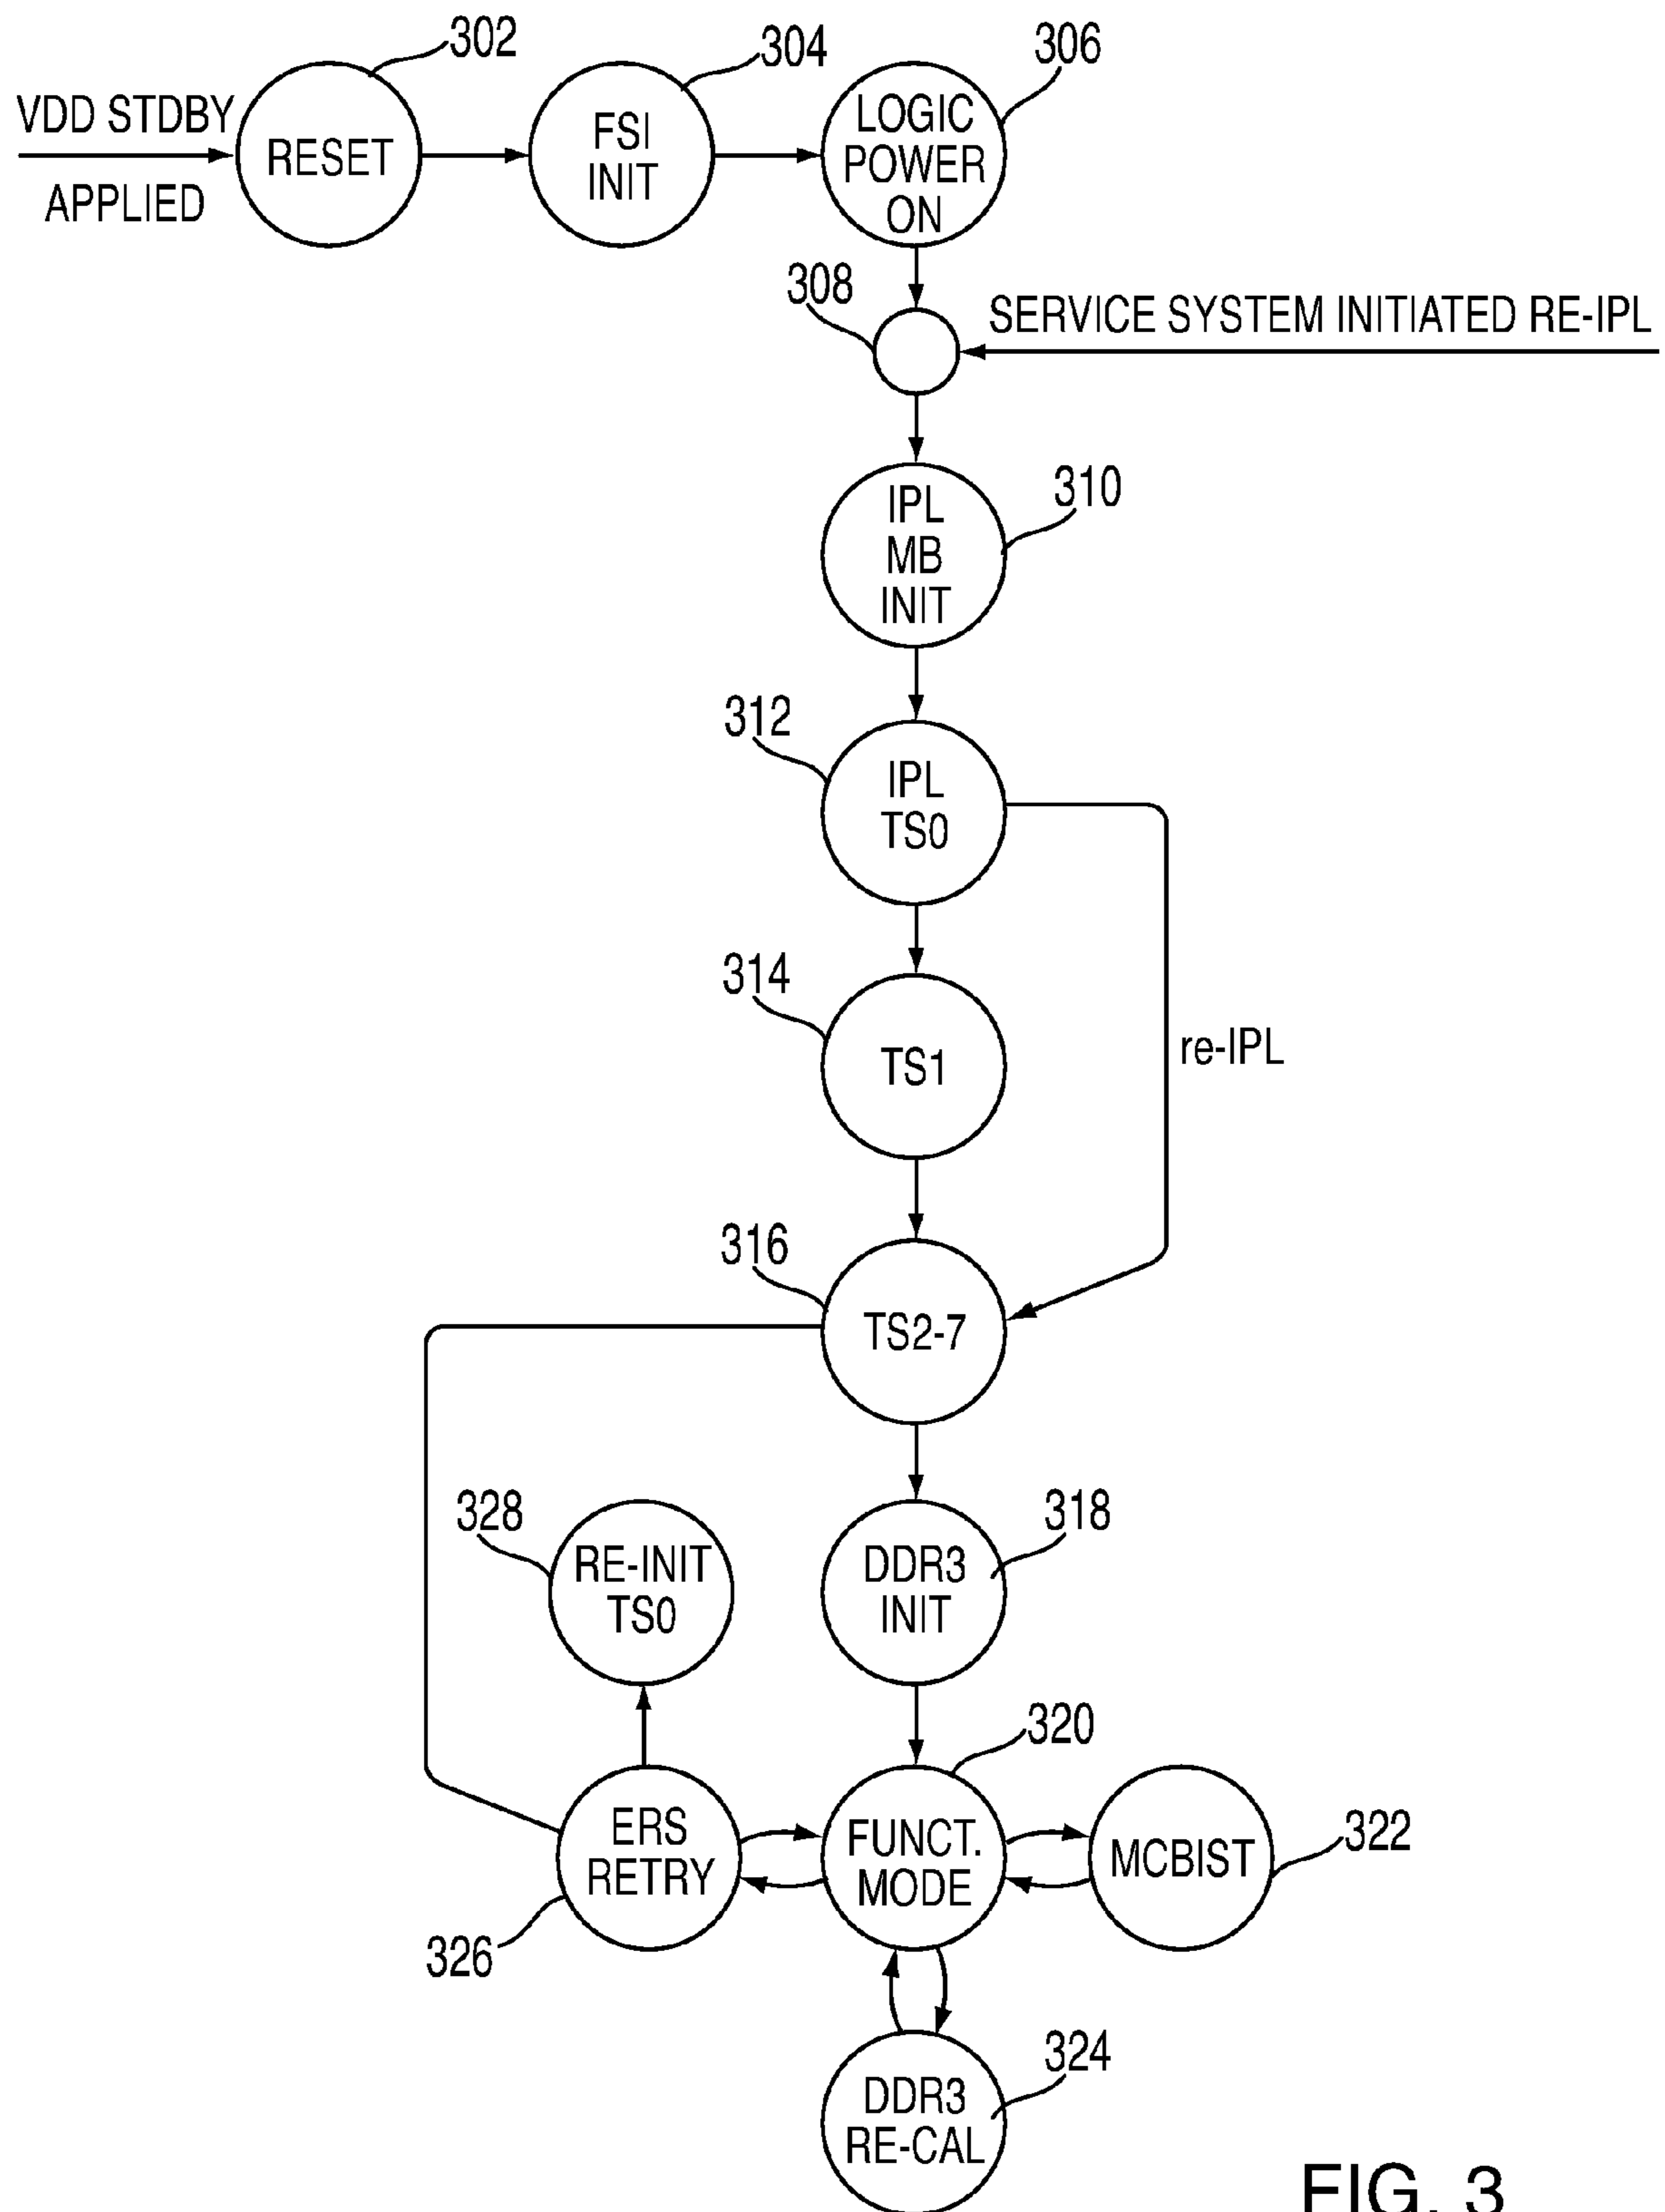 302
304
306
VDD STDBY
APPLIED
RESET
FSI
INIT
LOGIC
POWER
ON
308
SERVICE SYSTEM INITIATED RE-IPL
310
IPL
MB
INIT
312
IPL
TS0
314
TS1
re-IPL
316
TS2-7
328
RE-INIT
TS0
318
DDR3
INIT
320
ERS
RETRY
FUNCT.
MODE
MCBIST
322
326
324
DDR3
RE-CAL
FIG. 3